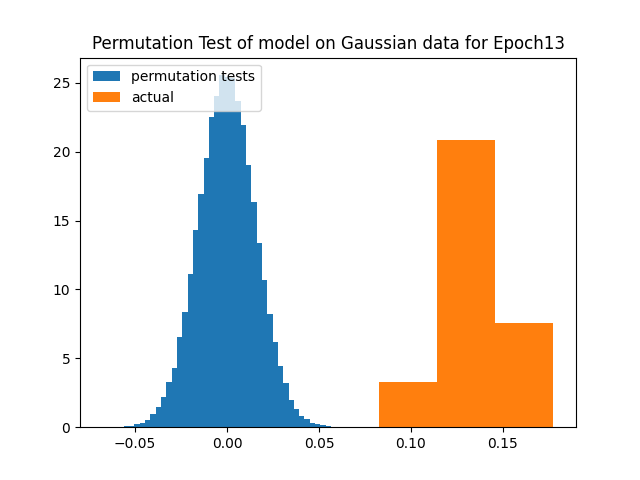 Permutation Test of model on Gaussian data for Epoch13
permutation tests
actual
25
20
15
10
5
0
−0.05 0.00 0.05 0.10 0.15